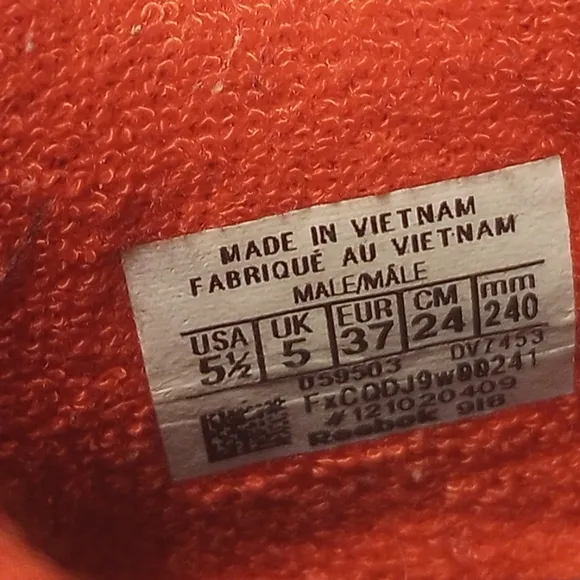 MADE IN VIETNAM
FABRIQUÉ AU VIETNAM
MALE/MÂLE
USA UK EUR CM mm
5½ 5 37 24 240
059503 DV7453
FxCQDJ9w00241
#121020409
Reebok 918